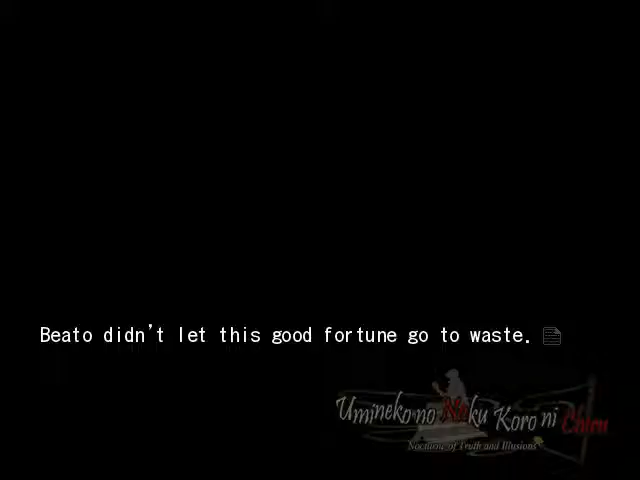 Beato didn't let this good fortune go to waste.
Umineko no Naku Koro ni Chiru
Nocturne of Truth and Illusions